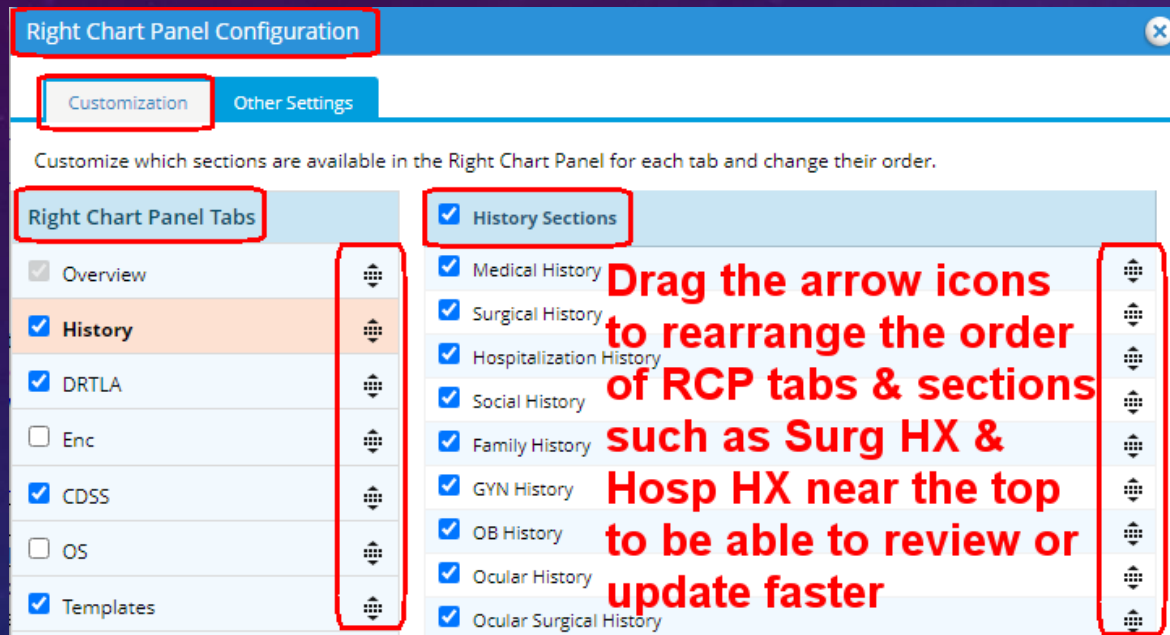 Right Chart Panel Configuration
Customization
Other Settings
Customize which sections are available in the Right Chart Panel for each tab and change their order.
Right Chart Panel Tabs
Overview
History
DRTLA
Enc
CDSS
OS
Templates
History Sections
Medical History
Surgical History
Hospitalization History
Social History
Family History
GYN History
OB History
Ocular History
Ocular Surgical History
Drag the arrow icons
to rearrange the order
of RCP tabs & sections
such as Surg HX &
Hosp HX near the top
to be able to review or
update faster